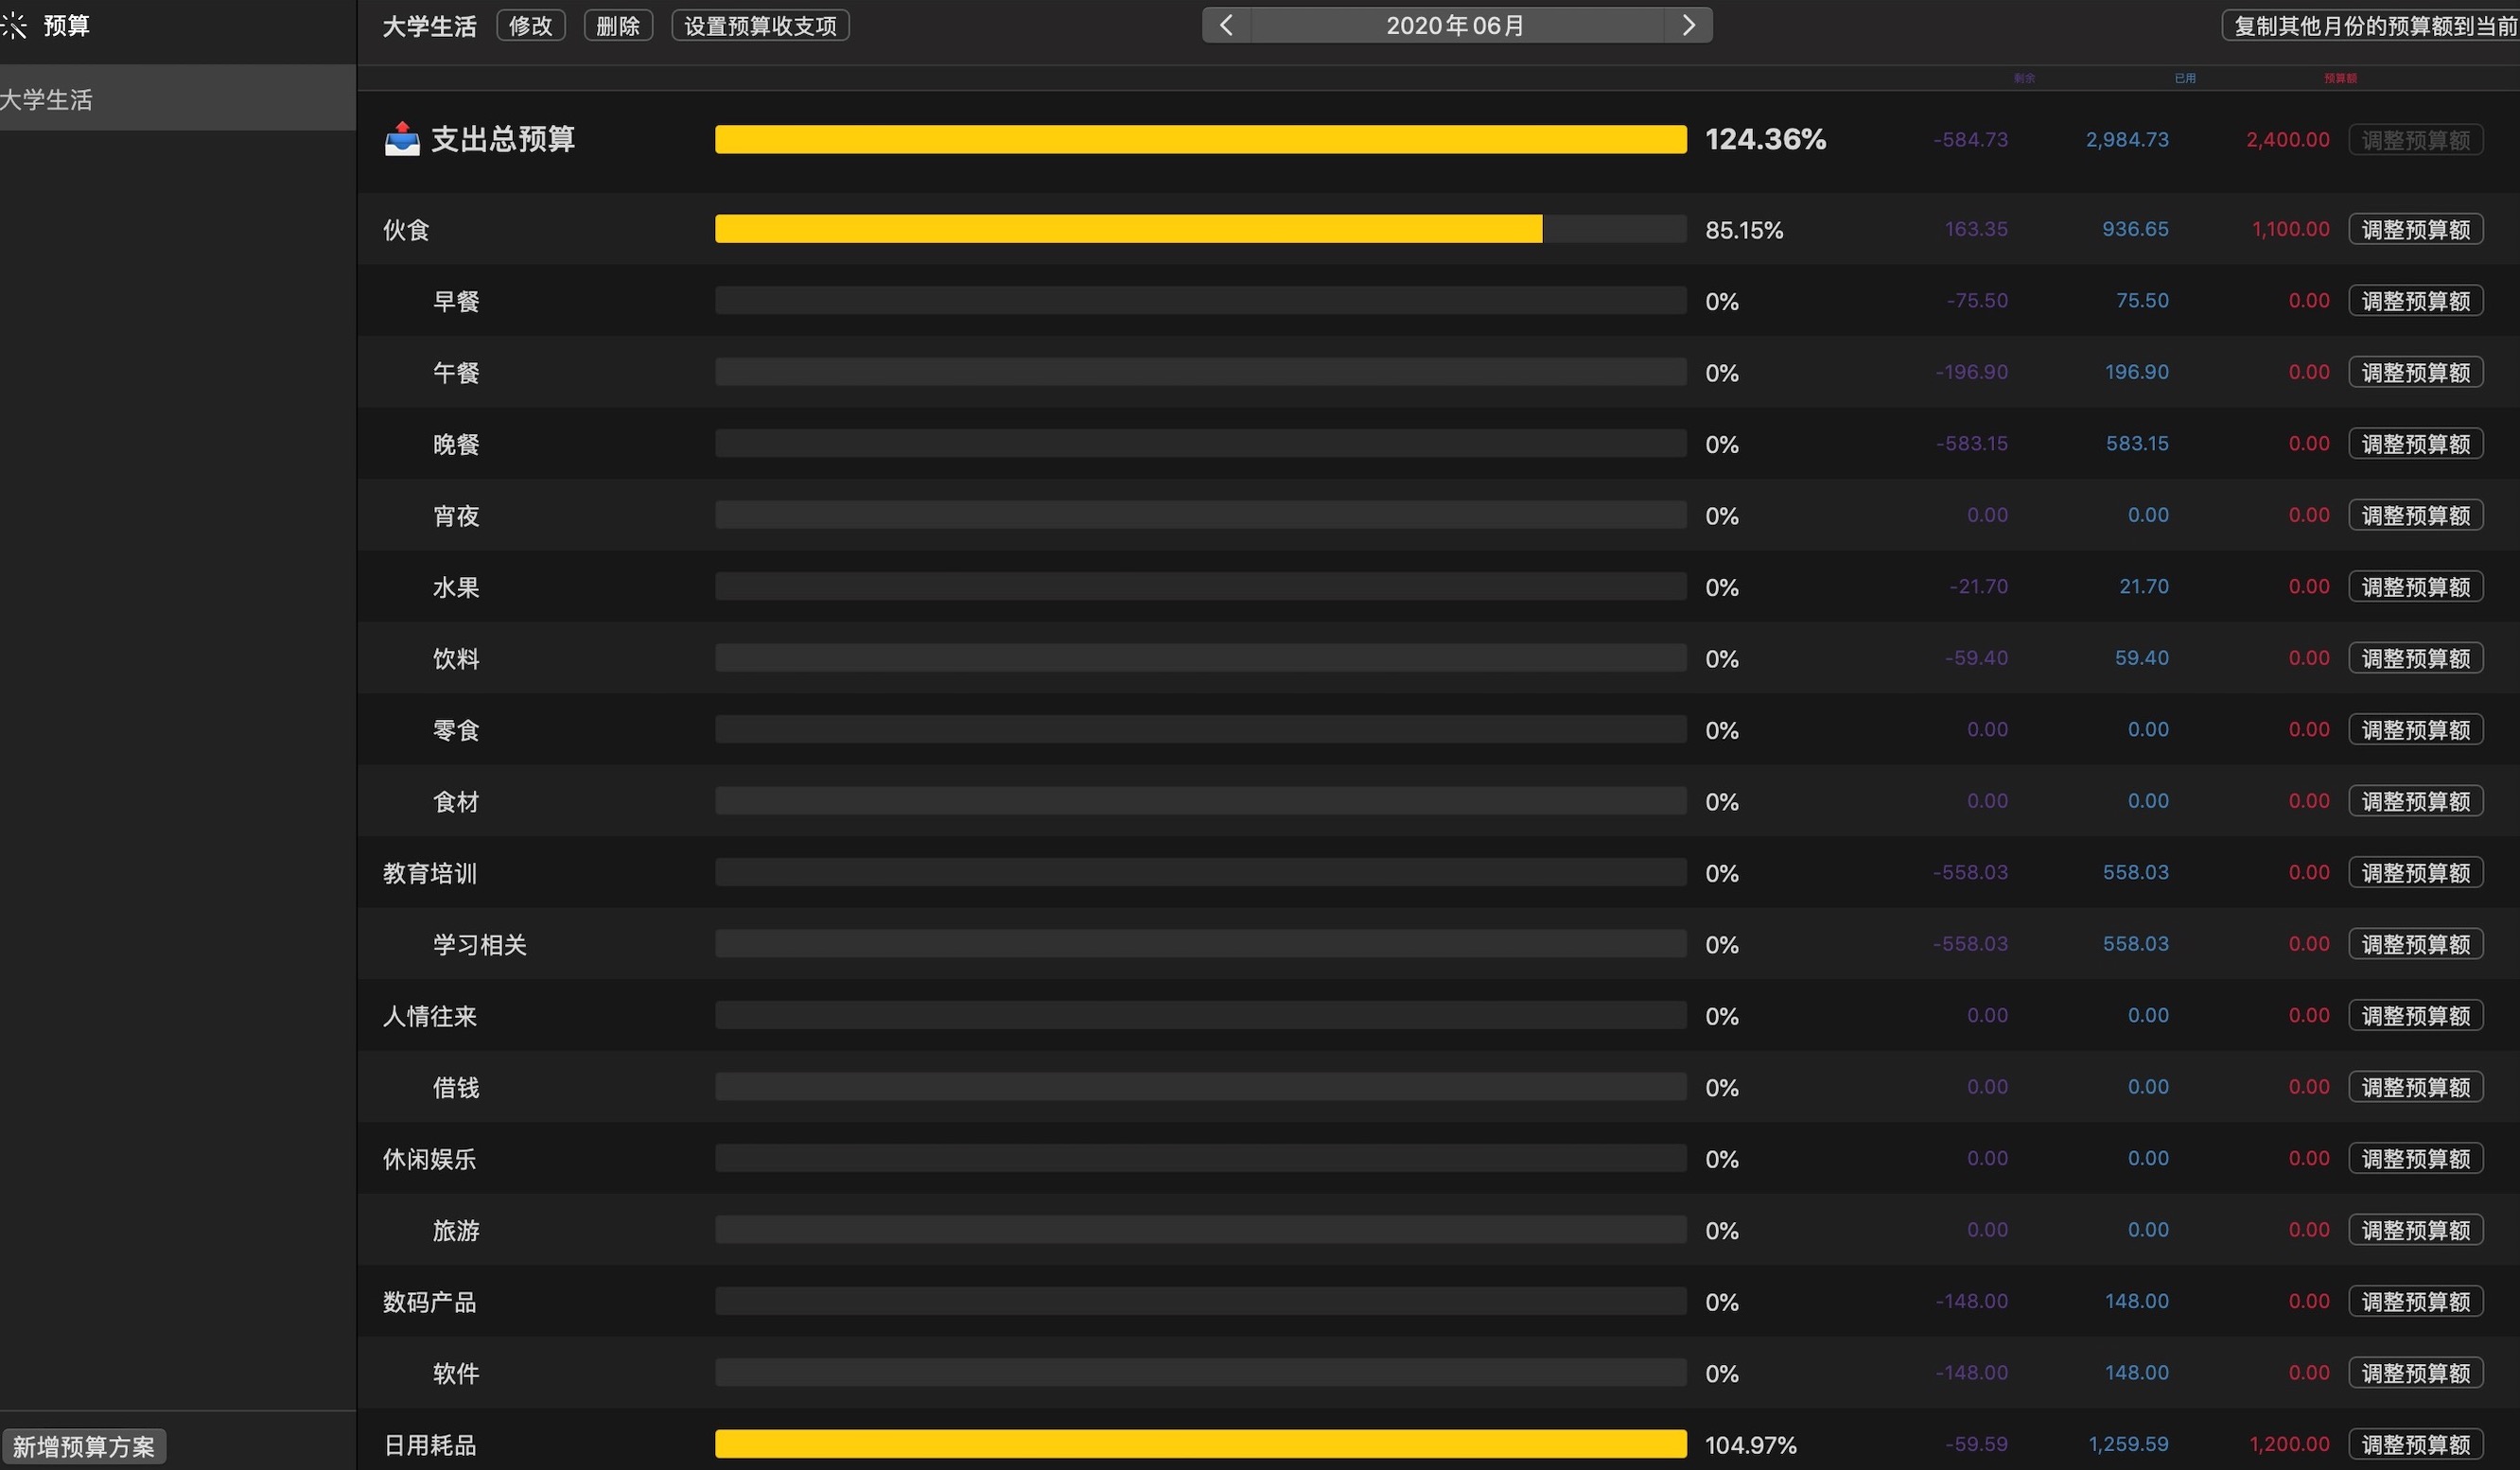 预算
大学生活 修改 删除 设置预算收支项 2020年06月 复制其他月份的预算额到当前
大学生活
剩余 已用 预算额
支出总预算 124.36% -584.73 2,984.73 2,400.00 调整预算额
伙食 85.15% 163.35 936.65 1,100.00 调整预算额
早餐 0% -75.50 75.50 0.00 调整预算额
午餐 0% -196.90 196.90 0.00 调整预算额
晚餐 0% -583.15 583.15 0.00 调整预算额
宵夜 0% 0.00 0.00 0.00 调整预算额
水果 0% -21.70 21.70 0.00 调整预算额
饮料 0% -59.40 59.40 0.00 调整预算额
零食 0% 0.00 0.00 0.00 调整预算额
食材 0% 0.00 0.00 0.00 调整预算额
教育培训 0% -558.03 558.03 0.00 调整预算额
学习相关 0% -558.03 558.03 0.00 调整预算额
人情往来 0% 0.00 0.00 0.00 调整预算额
借钱 0% 0.00 0.00 0.00 调整预算额
休闲娱乐 0% 0.00 0.00 0.00 调整预算额
旅游 0% 0.00 0.00 0.00 调整预算额
数码产品 0% -148.00 148.00 0.00 调整预算额
软件 0% -148.00 148.00 0.00 调整预算额
日用耗品 104.97% -59.59 1,259.59 1,200.00 调整预算额
新增预算方案